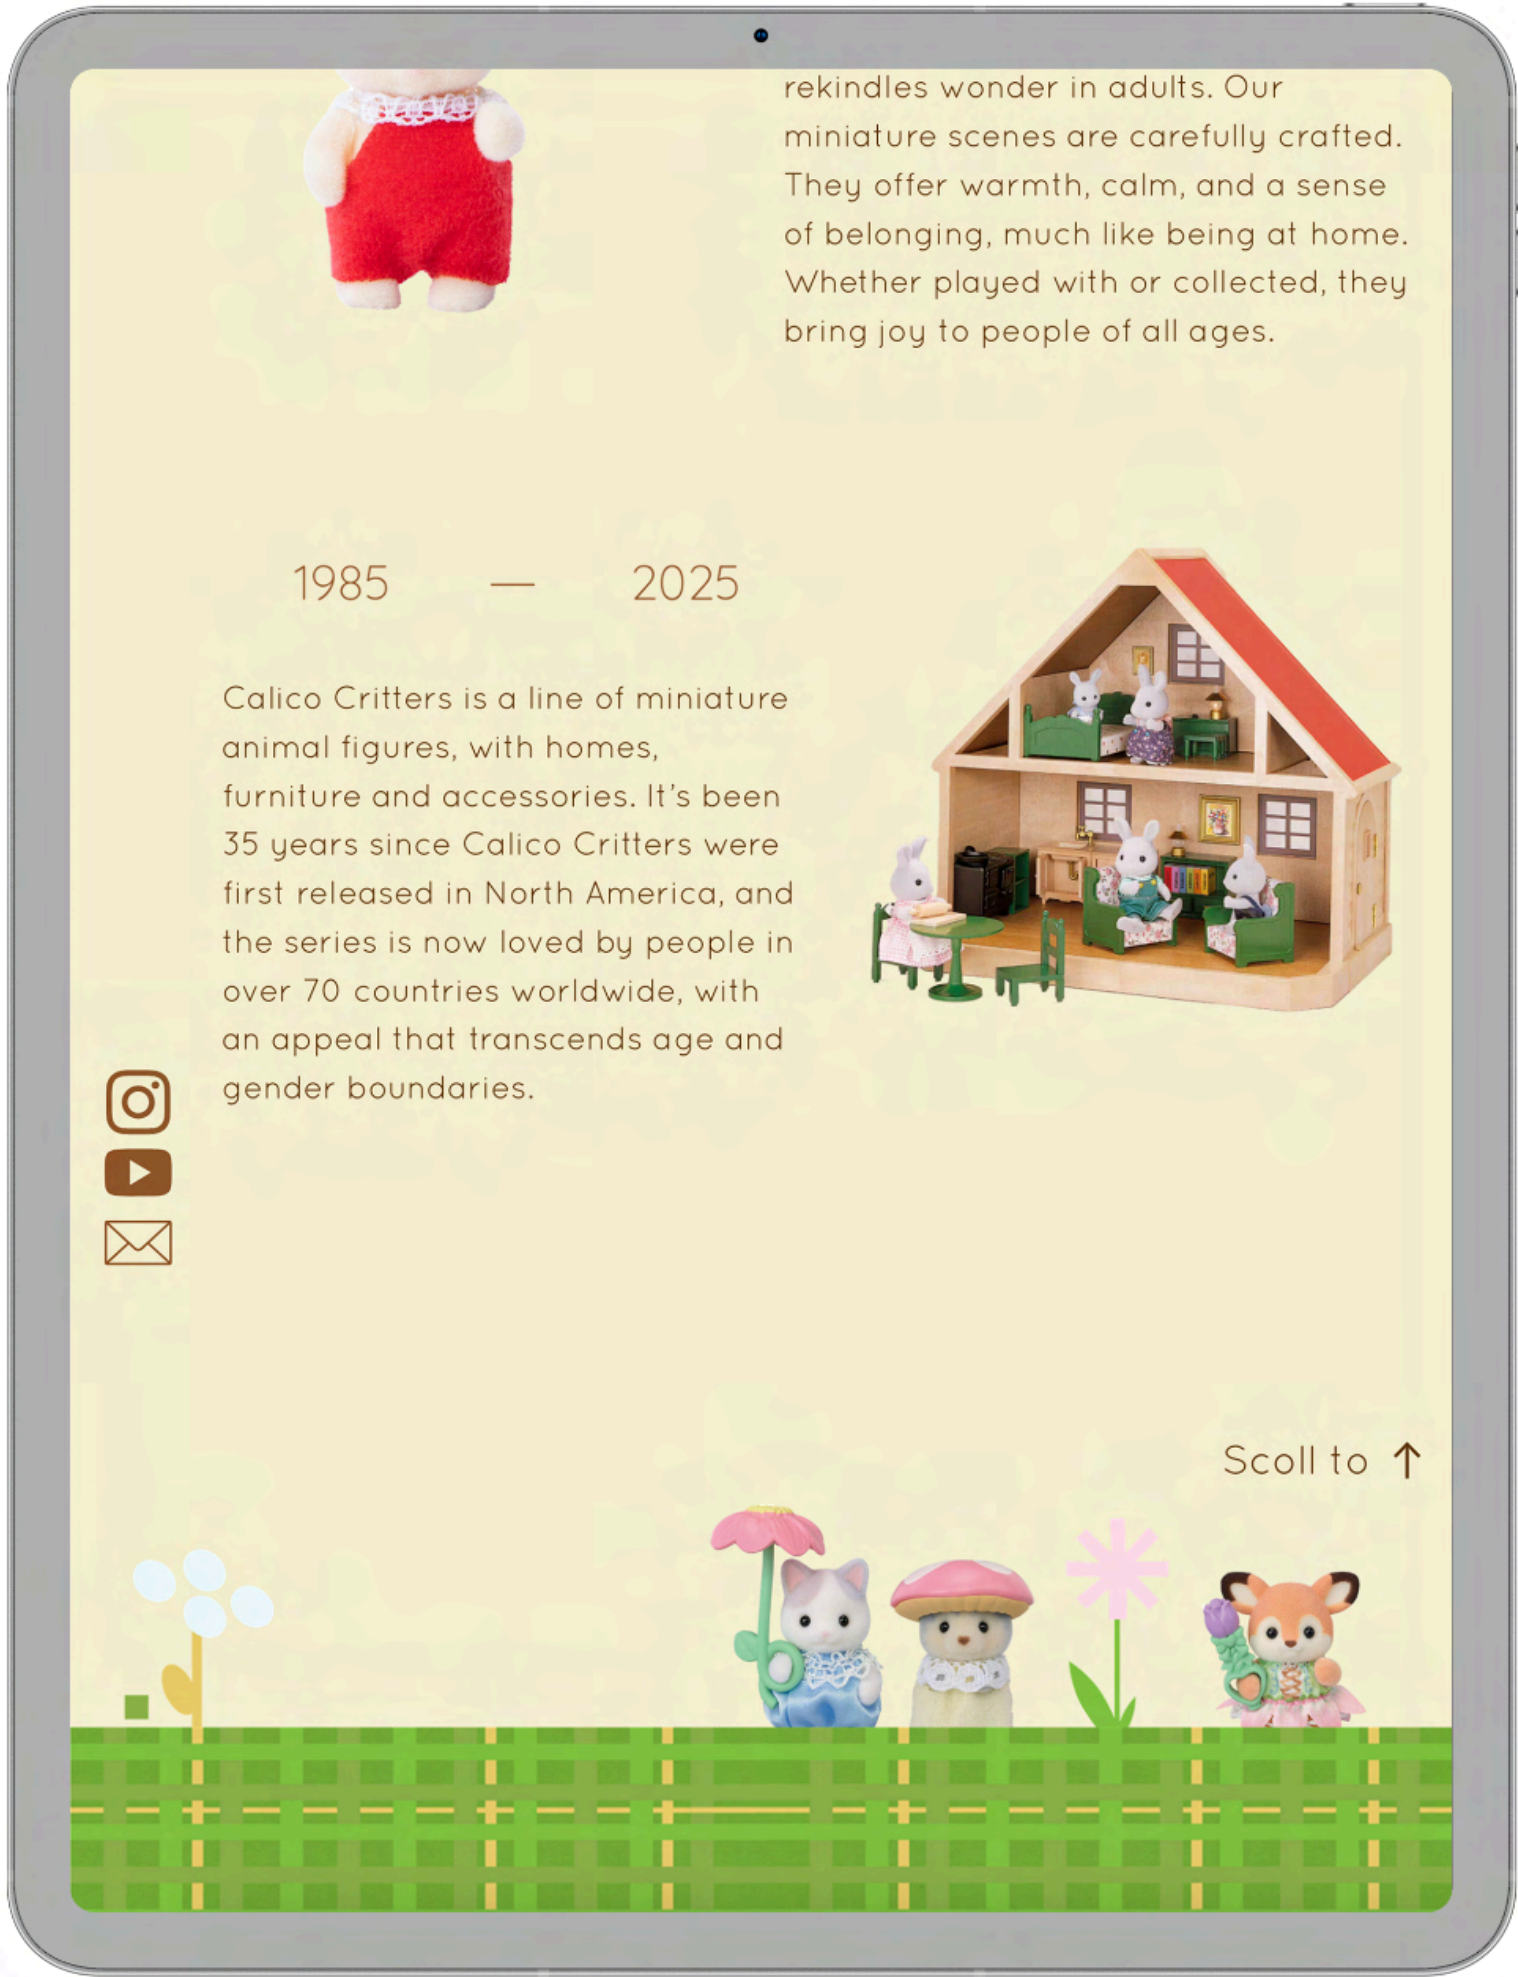 rekindles wonder in adults. Our
miniature scenes are carefully crafted.
They offer warmth, calm, and a sense
of belonging, much like being at home.
Whether played with or collected, they
bring joy to people of all ages.
1985 — 2025
Calico Critters is a line of miniature
animal figures, with homes,
furniture and accessories. It’s been
35 years since Calico Critters were
first released in North America, and
the series is now loved by people in
over 70 countries worldwide, with
an appeal that transcends age and
gender boundaries.
Scoll to ↑